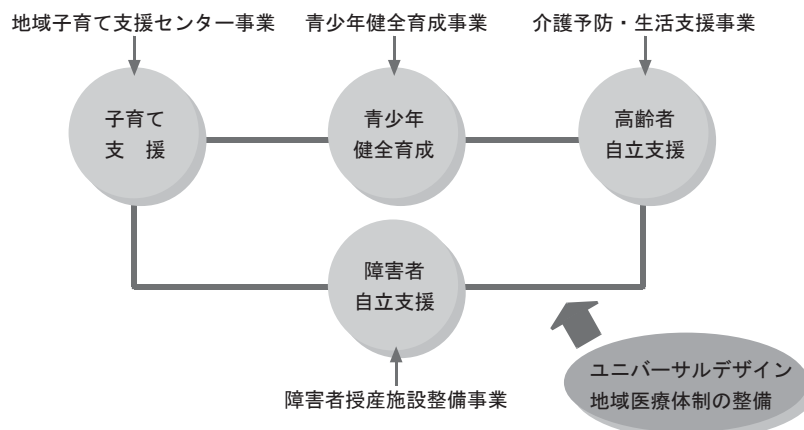 地域子育て支援センター事業
青少年健全育成事業
介護予防・生活支援事業
子育て
支　援
青少年
健全育成
高齢者
自立支援
障害者
自立支援
ユニバーサルデザイン
地域医療体制の整備
障害者授産施設整備事業